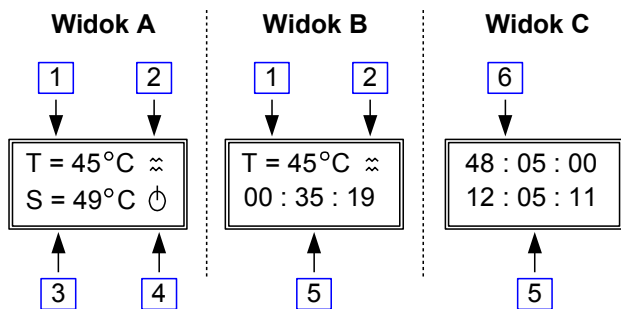 Widok A Widok B Widok C
1 2 1 2 6
T = 45°C ≈ T = 45°C ≈ 48 : 05 : 00
S = 49°C 00 : 35 : 19 12 : 05 : 11
3 4 5 5